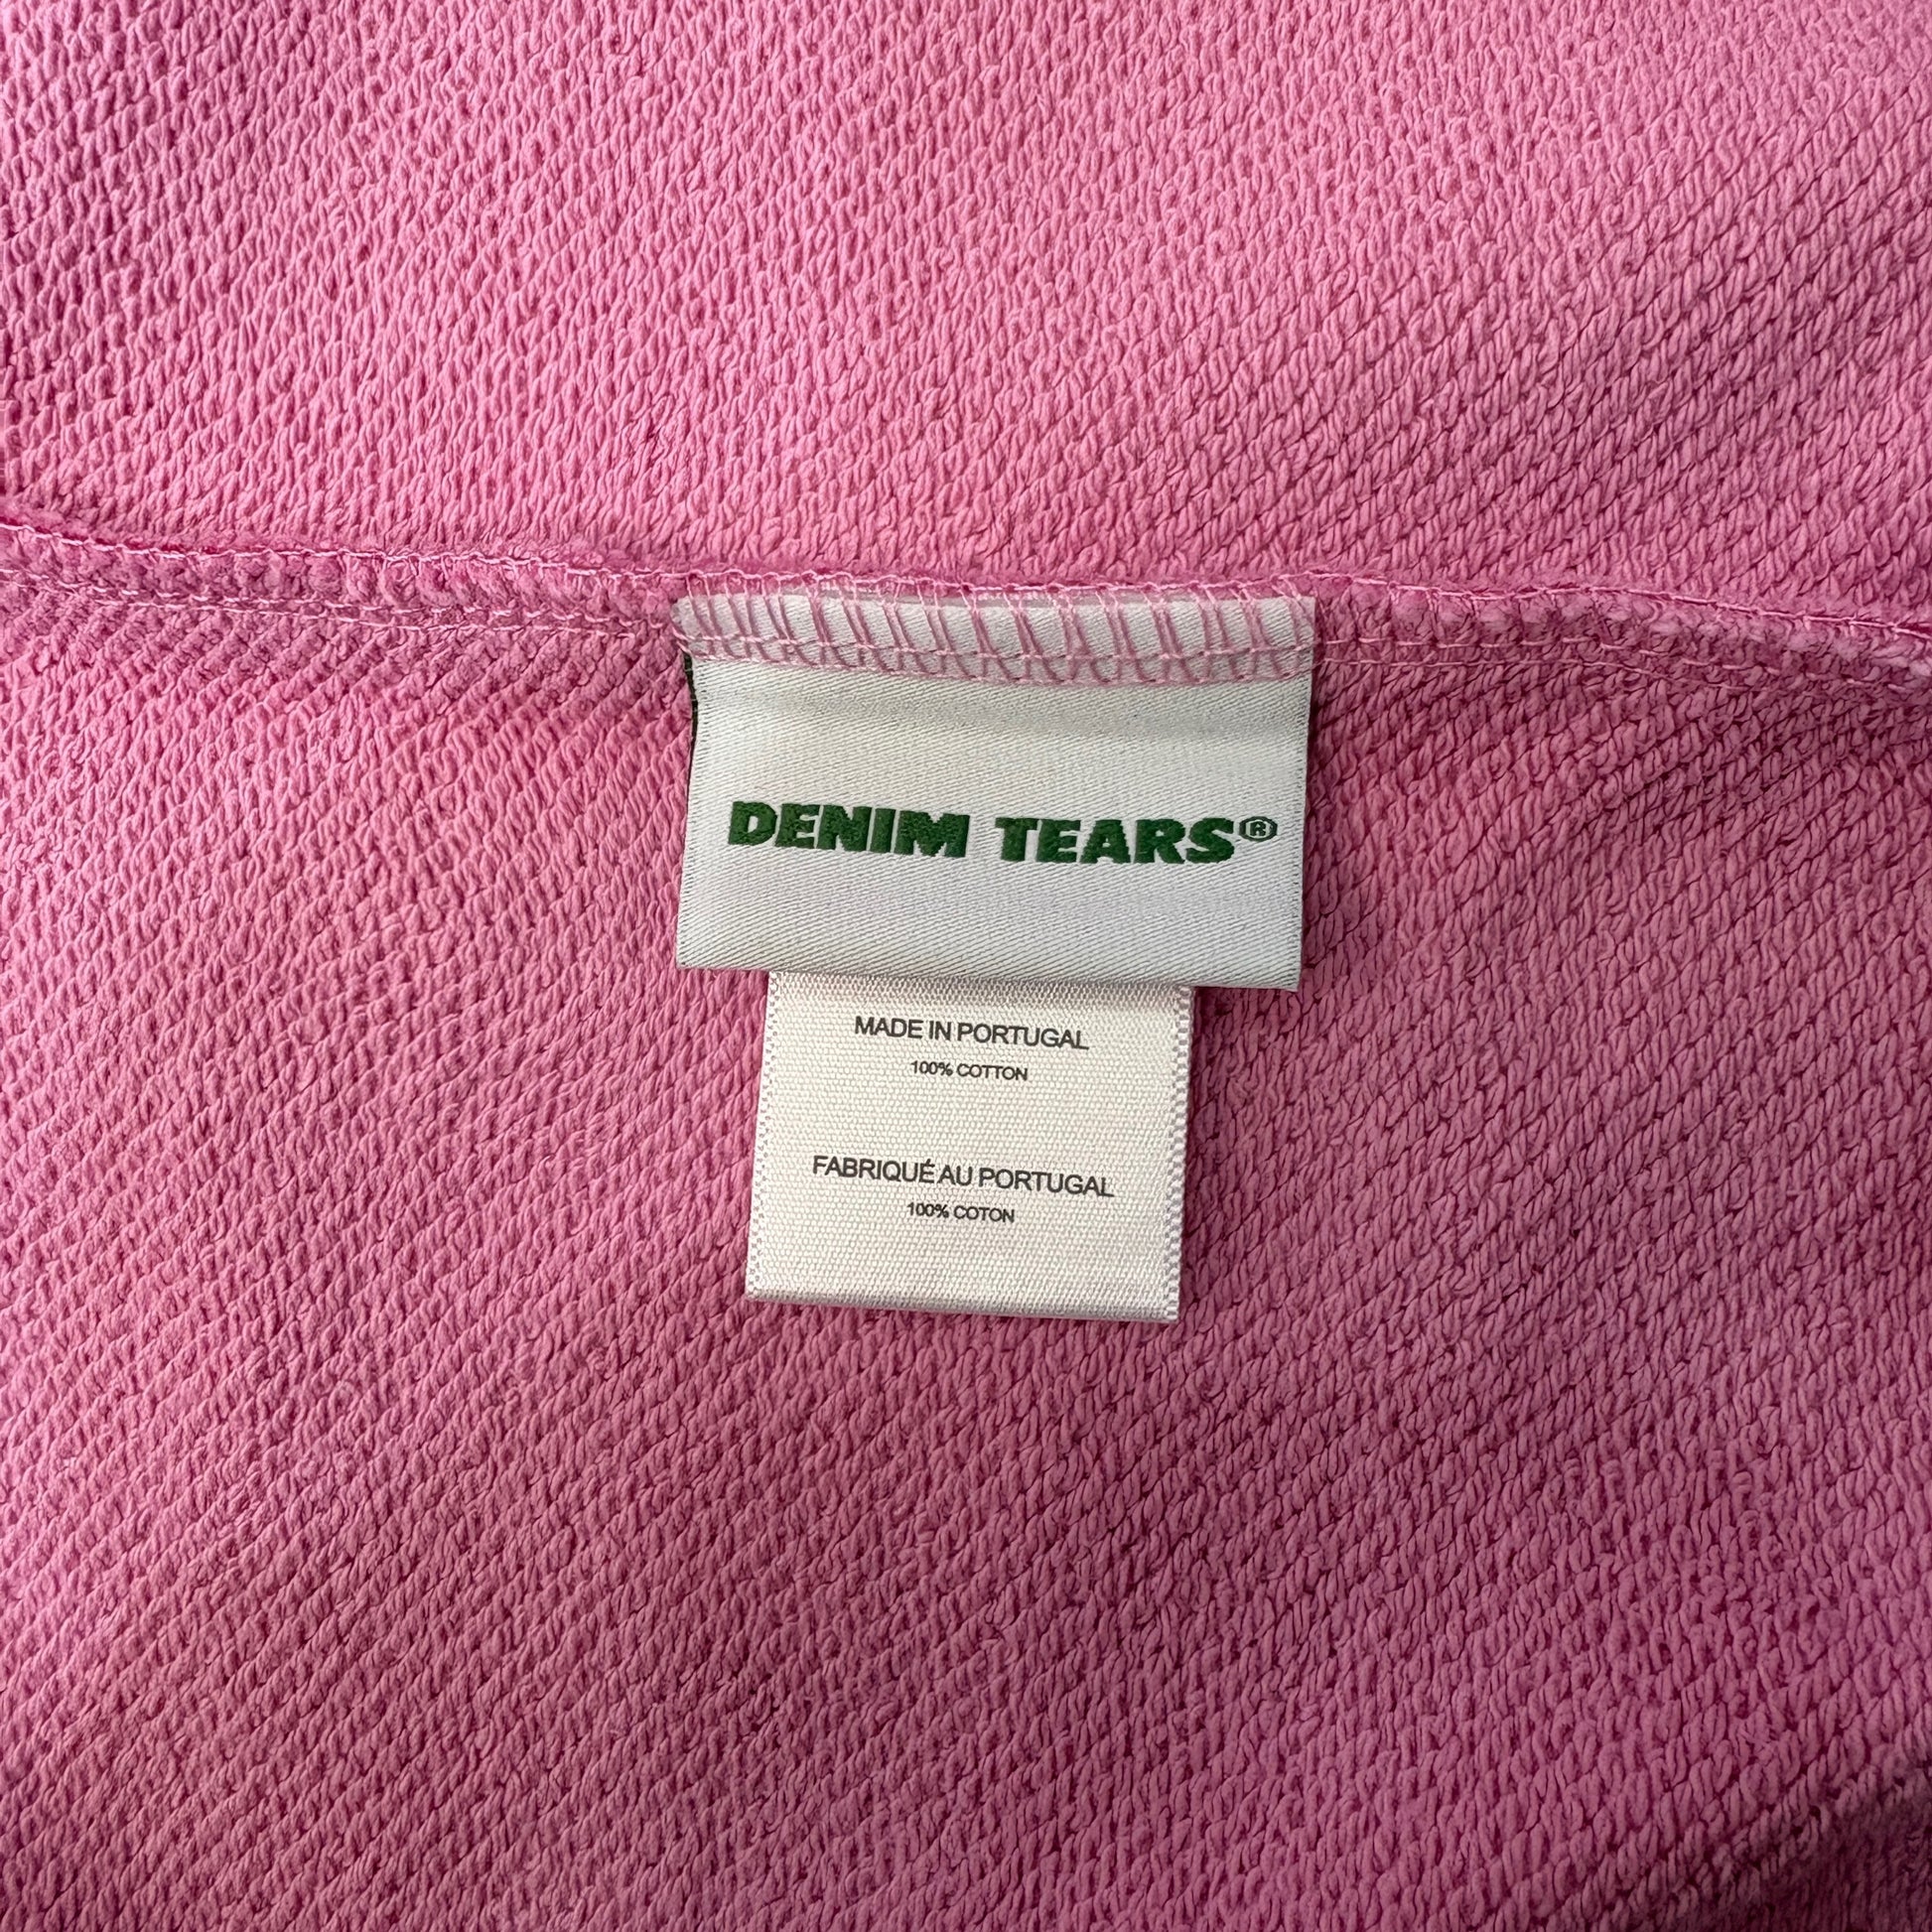 DENIM TEARS®
MADE IN PORTUGAL
100% COTTON
FABRIQUÉ AU PORTUGAL
100% COTON